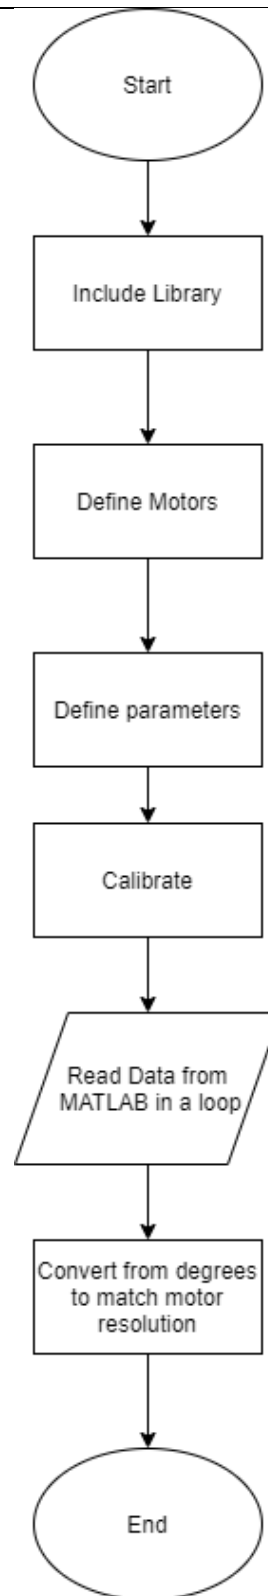 Start
Include Library
Define Motors
Define parameters
Calibrate
Read Data from
MATLAB in a loop
Convert from degrees
to match motor
resolution
End